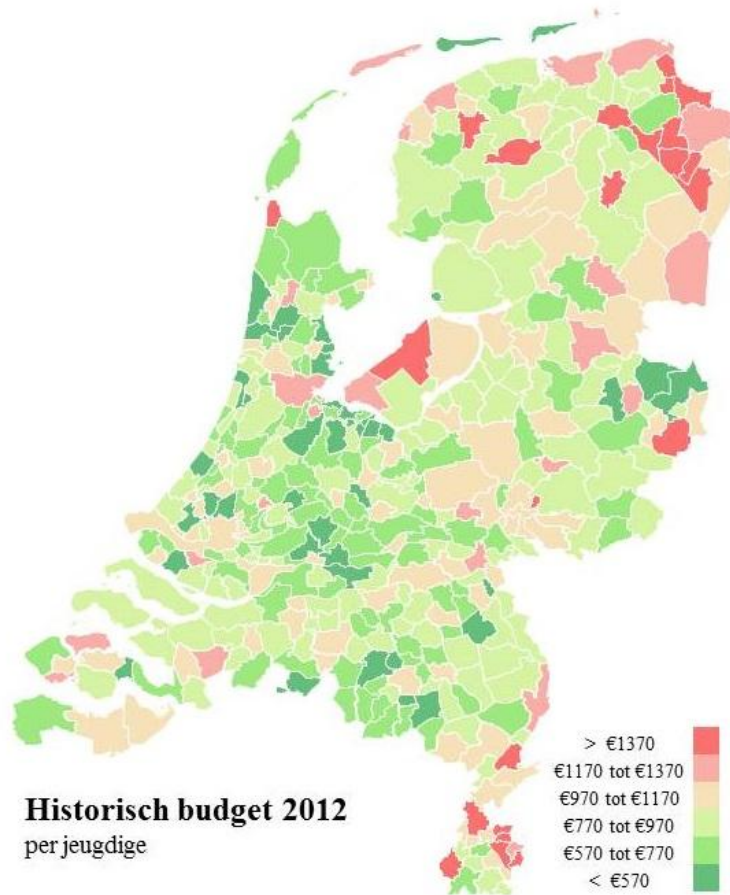 Historisch budget 2012
per jeugdige
> €1370
€1170 tot €1370
€970 tot €1170
€770 tot €970
€570 tot €770
< €570